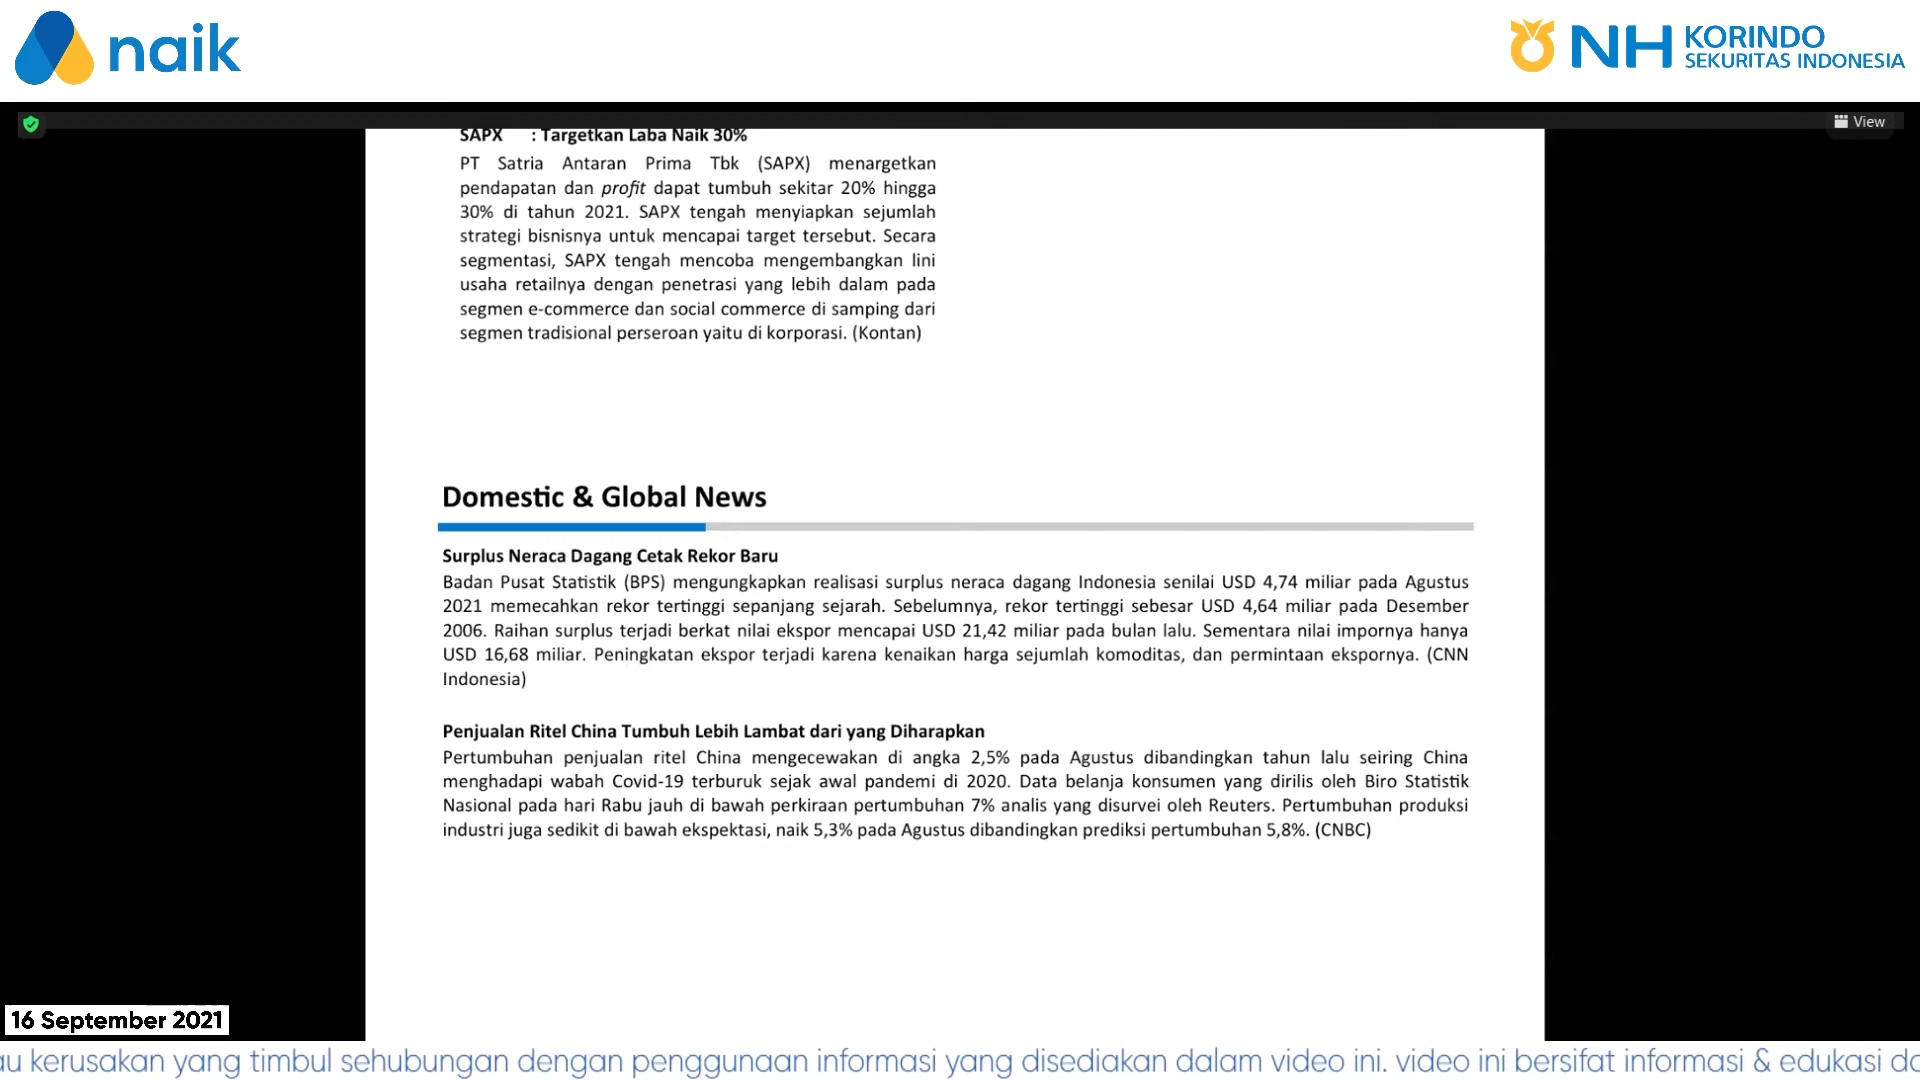 naik
NH KORINDO
SEKURITAS INDONESIA
View
SAPX : Targetkan Laba Naik 30%
PT Satria Antaran Prima Tbk (SAPX) menargetkan
pendapatan dan profit dapat tumbuh sekitar 20% hingga
30% di tahun 2021. SAPX tengah menyiapkan sejumlah
strategi bisnisnya untuk mencapai target tersebut. Secara
segmentasi, SAPX tengah mencoba mengembangkan lini
usaha retailnya dengan penetrasi yang lebih dalam pada
segmen e-commerce dan social commerce di samping dari
segmen tradisional perseroan yaitu di korporasi. (Kontan)
Domestic & Global News
Surplus Neraca Dagang Cetak Rekor Baru
Badan Pusat Statistik (BPS) mengungkapkan realisasi surplus neraca dagang Indonesia senilai USD 4,74 miliar pada Agustus
2021 memecahkan rekor tertinggi sepanjang sejarah. Sebelumnya, rekor tertinggi sebesar USD 4,64 miliar pada Desember
2006. Raihan surplus terjadi berkat nilai ekspor mencapai USD 21,42 miliar pada bulan lalu. Sementara nilai impornya hanya
USD 16,68 miliar. Peningkatan ekspor terjadi karena kenaikan harga sejumlah komoditas, dan permintaan ekspornya. (CNN
Indonesia)
Penjualan Ritel China Tumbuh Lebih Lambat dari yang Diharapkan
Pertumbuhan penjualan ritel China mengecewakan di angka 2,5% pada Agustus dibandingkan tahun lalu seiring China
menghadapi wabah Covid-19 terburuk sejak awal pandemi di 2020. Data belanja konsumen yang dirilis oleh Biro Statistik
Nasional pada hari Rabu jauh di bawah perkiraan pertumbuhan 7% analis yang disurvei oleh Reuters. Pertumbuhan produksi
industri juga sedikit di bawah ekspektasi, naik 5,3% pada Agustus dibandingkan prediksi pertumbuhan 5,8%. (CNBC)
16 September 2021
au kerusakan yang timbul sehubungan dengan penggunaan informasi yang disediakan dalam video ini. video ini bersifat informasi & edukasi da